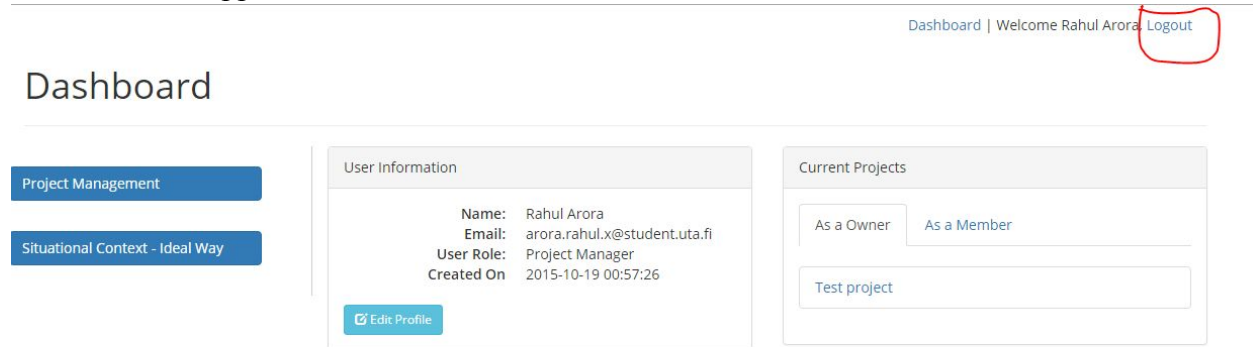 Dashboard | Welcome Rahul Arora, Logout
Dashboard
Project Management
Situational Context - Ideal Way
User Information
Name: Rahul Arora
Email: arora.rahul.x@student.uta.fi
User Role: Project Manager
Created On 2015-10-19 00:57:26
Edit Profile
Current Projects
As a Owner As a Member
Test project